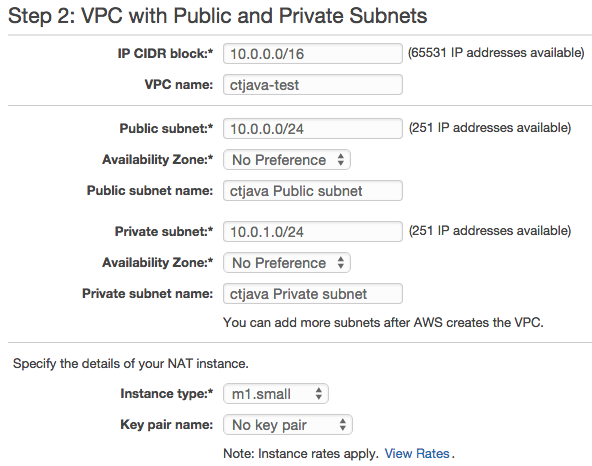 Step 2: VPC with Public and Private Subnets
IP CIDR block:* 10.0.0.0/16 (65531 IP addresses available)
VPC name: ctjava-test
Public subnet:* 10.0.0.0/24 (251 IP addresses available)
Availability Zone:* No Preference
Public subnet name: ctjava Public subnet
Private subnet:* 10.0.1.0/24 (251 IP addresses available)
Availability Zone:* No Preference
Private subnet name: ctjava Private subnet
You can add more subnets after AWS creates the VPC.
Specify the details of your NAT instance.
Instance type:* m1.small
Key pair name: No key pair
Note: Instance rates apply. View Rates.